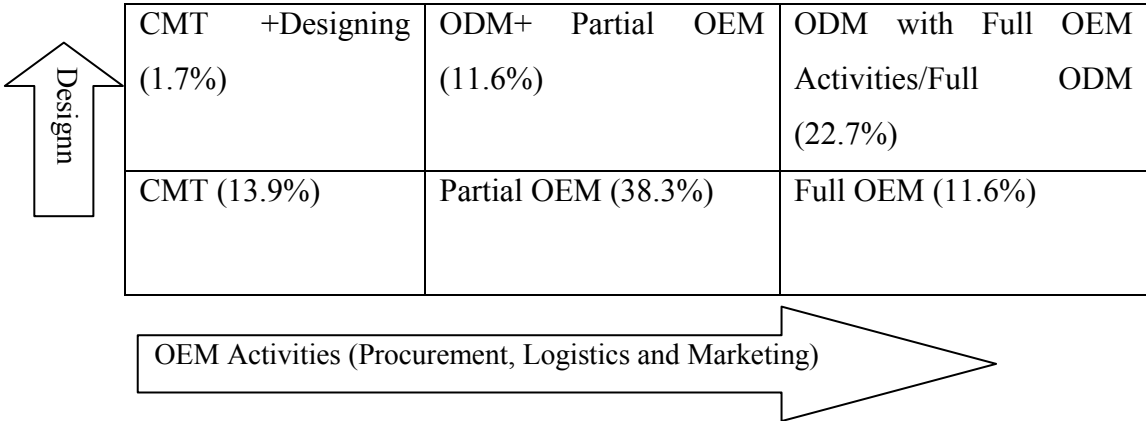 CMT +Designing
(1.7%)
ODM+ Partial OEM
(11.6%)
ODM with Full OEM
Activities/Full ODM
(22.7%)
Designn
CMT (13.9%)
Partial OEM (38.3%)
Full OEM (11.6%)
OEM Activities (Procurement, Logistics and Marketing)